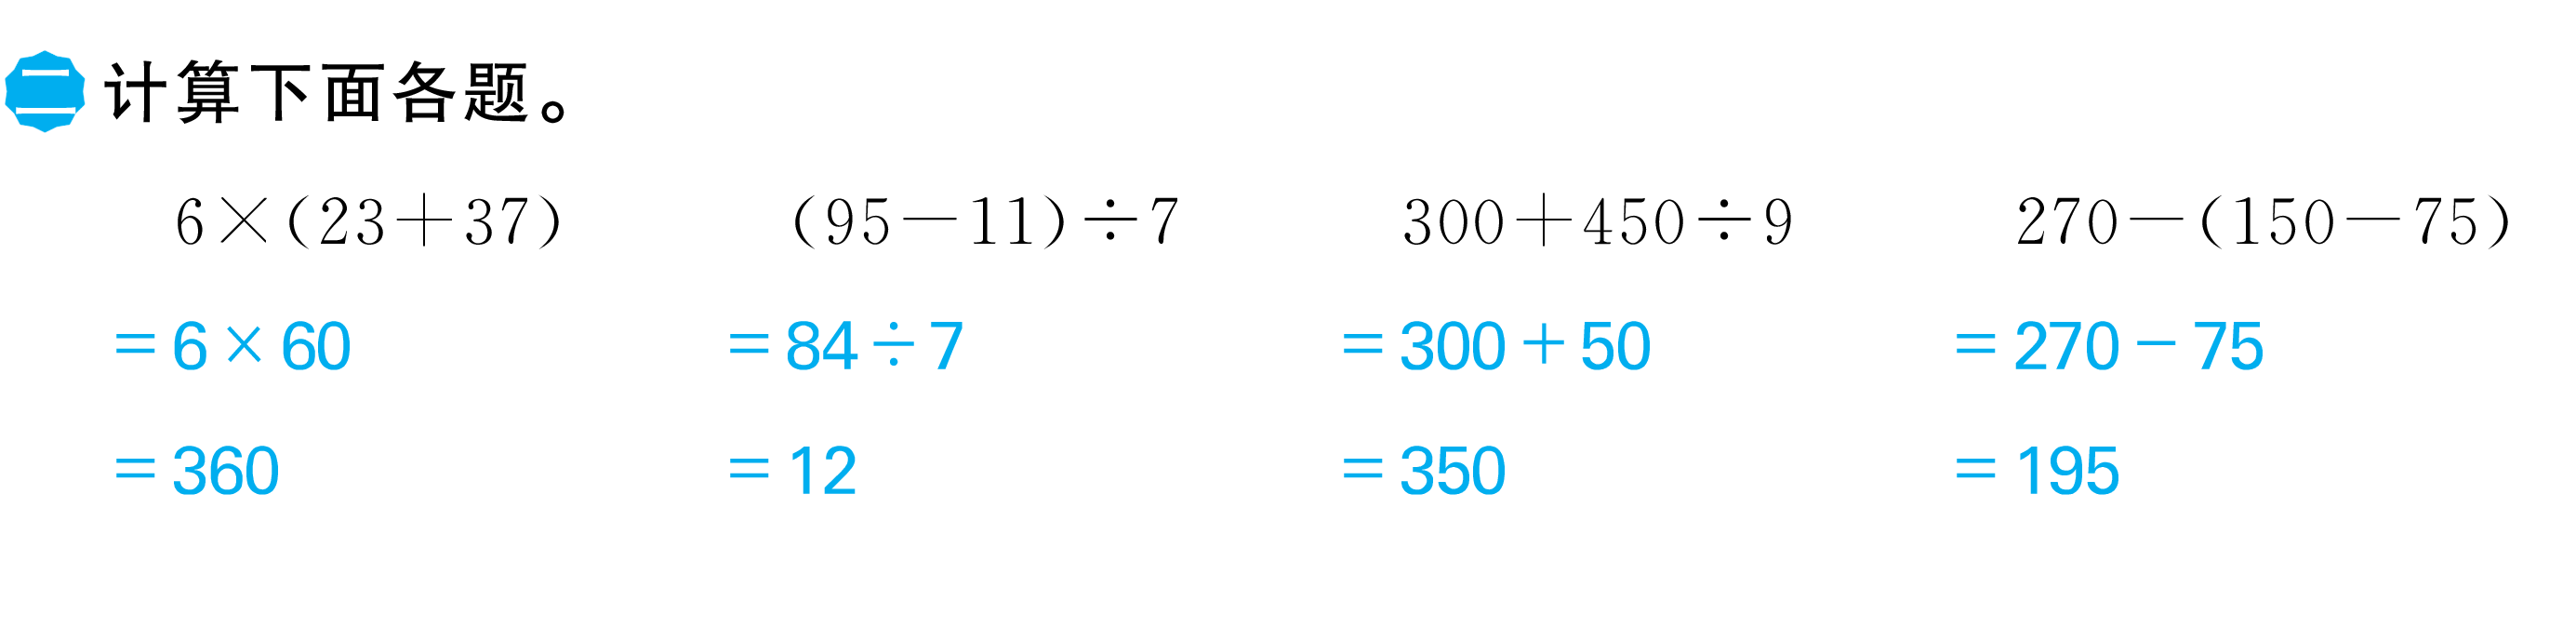 二 计算下面各题。
6×(23+37) (95-11)÷7 300+450÷9 270-(150-75)
=6×60 =84÷7 =300+50 =270-75
=360 =12 =350 =195